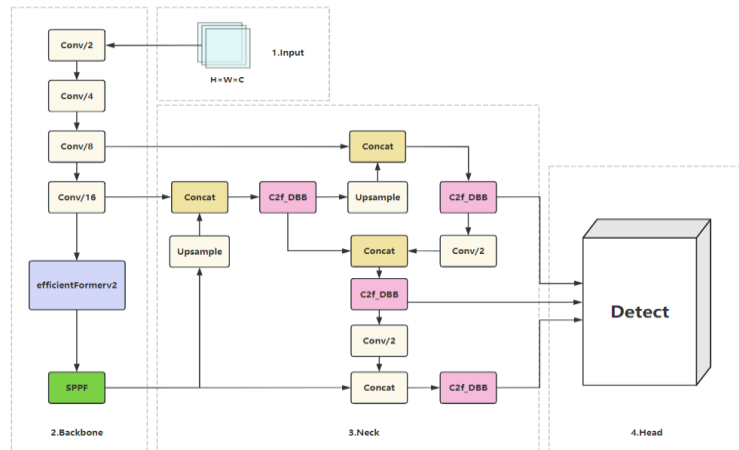 Conv/2
1.Input
H×W×C
Conv/4
Conv/8
Concat
Conv/16
Concat
C2f_DBB
Upsample
C2f_DBB
Upsample
Concat
Conv/2
efficientFormerv2
C2f_DBB
Detect
Conv/2
SPPF
Concat
C2f_DBB
2.Backbone
3.Neck
4.Head